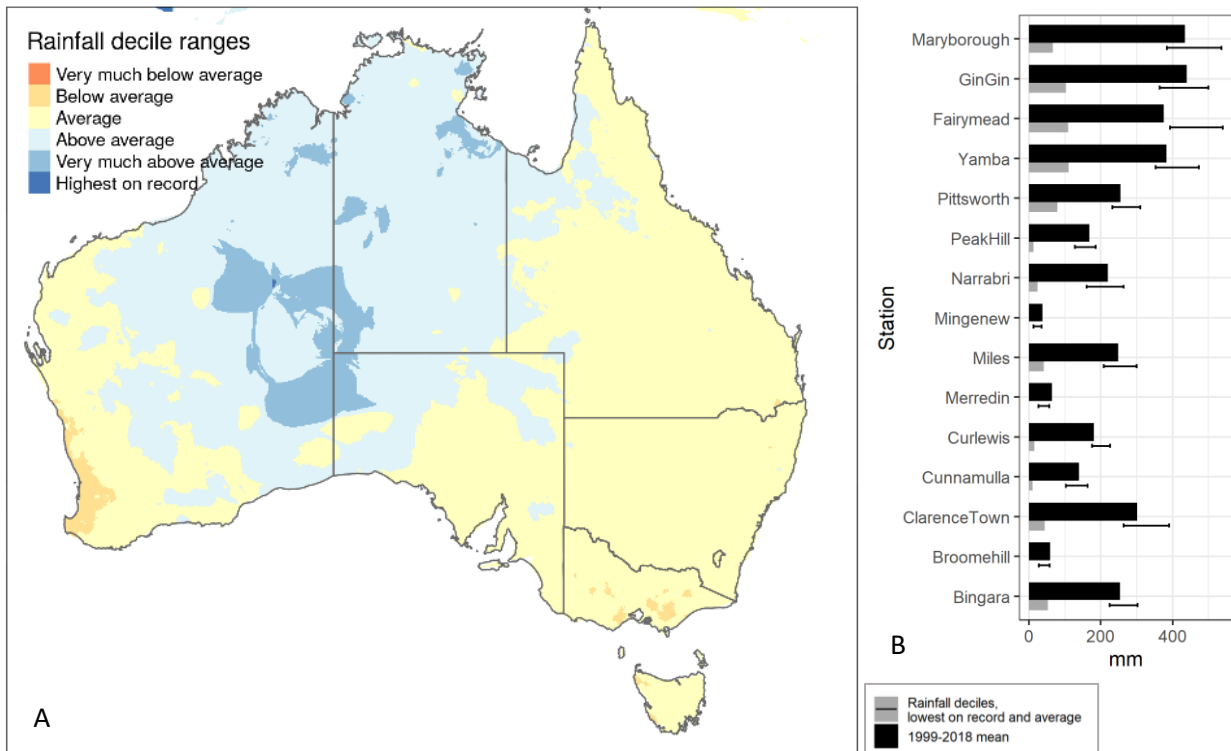 Rainfall decile ranges
Very much below average
Below average
Average
Above average
Very much above average
Highest on record
A
Station
Maryborough
GinGin
Fairymead
Yamba
Pittsworth
PeakHill
Narrabri
Mingenew
Miles
Merredin
Curlewis
Cunnamulla
ClarenceTown
Broomehill
Bingara
0 200 400
mm
B
Rainfall deciles,
lowest on record and average
1999-2018 mean